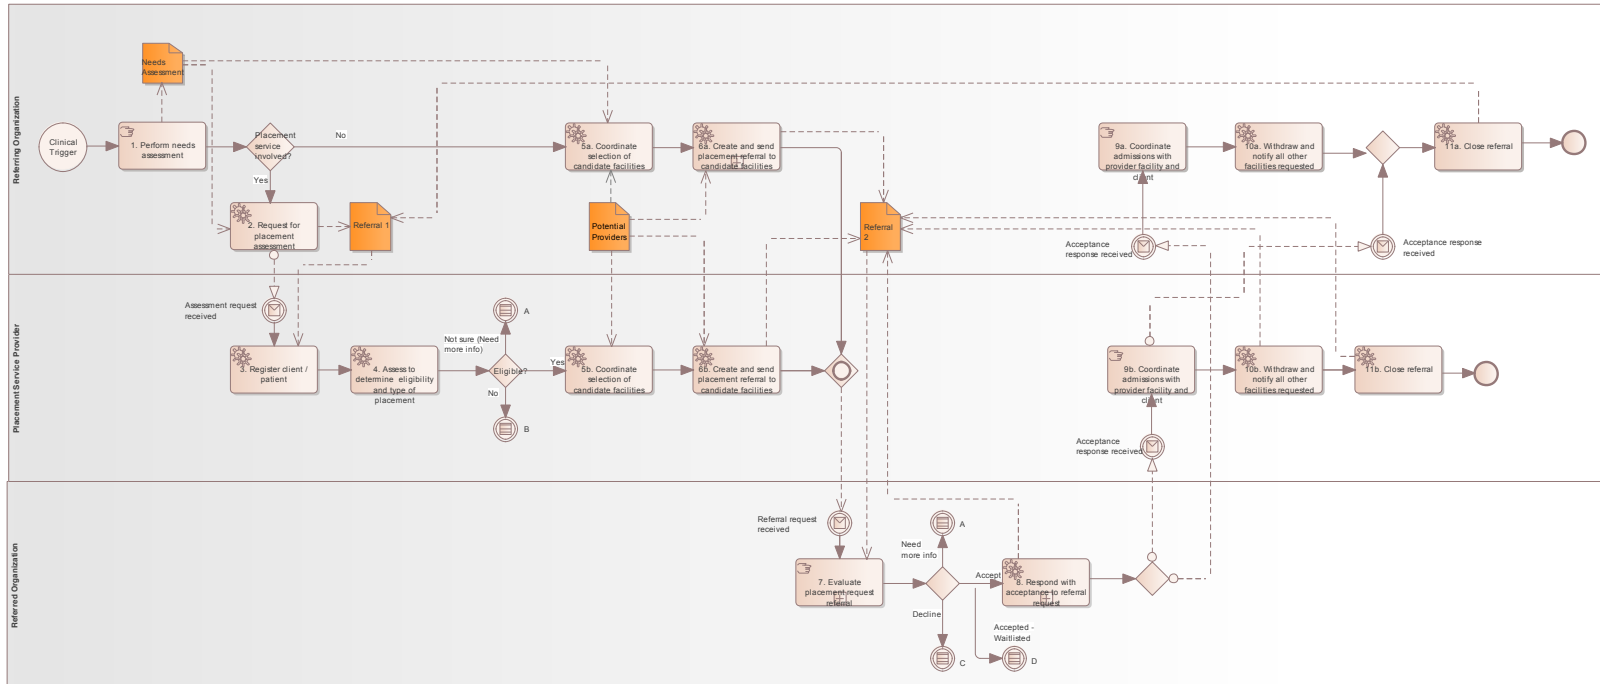 Referring Organization
Needs
Assessment
Clinical
Trigger
1. Perform needs
assessment
Placement
service
involved?
No
Yes
2. Request for
placement
assessment
Referral 1
5a. Coordinate
selection of
candidate facilities
6a. Create and send
placement referral to
candidate facilities
Potential
Providers
Referral
2
9a. Coordinate
admissions with
provider facility and
client
10a. Withdraw and
notify all other
facilities requested
11a. Close referral
Acceptance
response received
Acceptance response
received
Placement Service Provider
Assessment request
received
3. Register client /
patient
4. Assess to
determine eligibility
and type of
placement
Not sure (Need
more info)
A
Eligible?
Yes
No
B
5b. Coordinate
selection of
candidate facilities
6b. Create and send
placement referral to
candidate facilities
9b. Coordinate
admissions with
provider facility and
client
10b. Withdraw and
notify all other
facilities requested
11b. Close referral
Acceptance
response received
Referred Organization
Referral request
received
7. Evaluate
placement request
referral
Need
more info
A
Accept
Decline
C
8. Respond with
acceptance to referral
request
Accepted -
Waitlisted
D